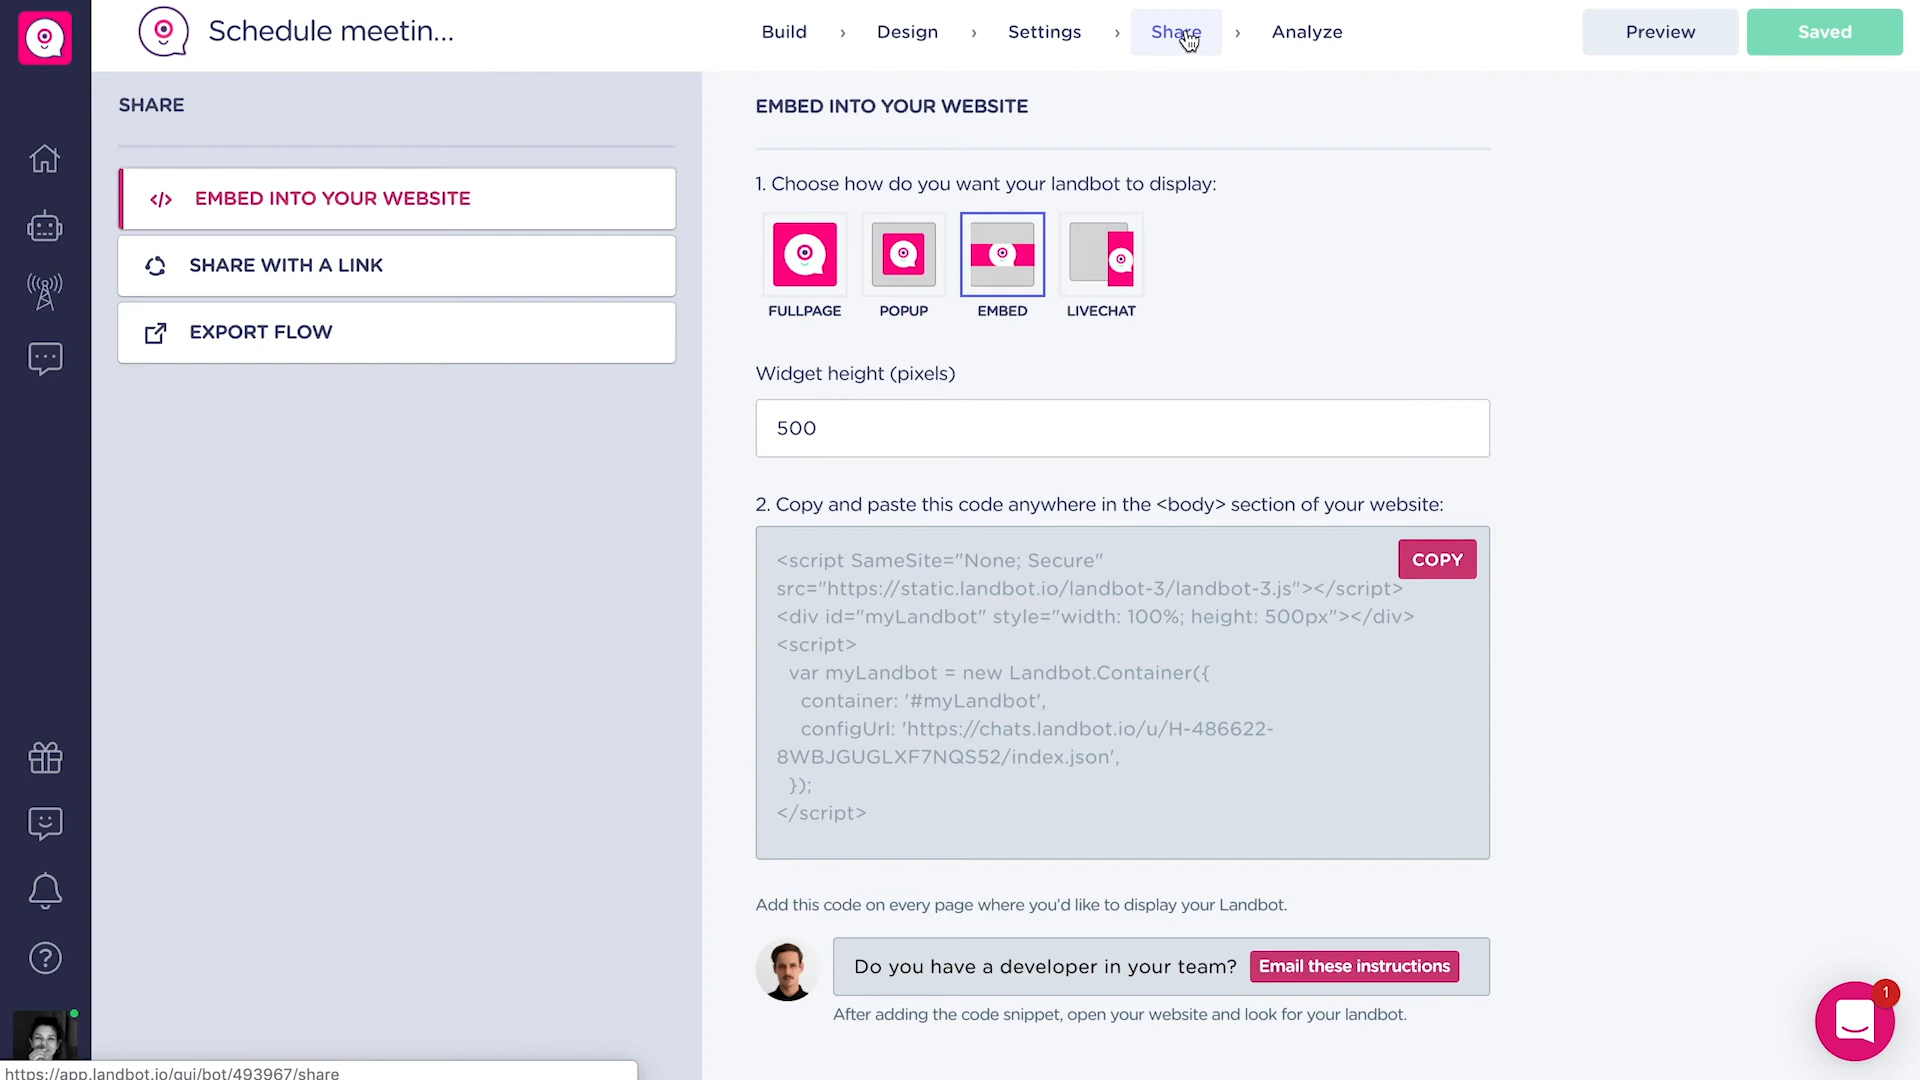 Schedule meetin...
Build
Design
Settings
Share
Analyze
Preview
Saved
SHARE
EMBED INTO YOUR WEBSITE
SHARE WITH A LINK
EXPORT FLOW
EMBED INTO YOUR WEBSITE
1. Choose how do you want your landbot to display:
FULLPAGE
POPUP
EMBED
LIVECHAT
Widget height (pixels)
500
2. Copy and paste this code anywhere in the <body> section of your website:
COPY
<script SameSite="None; Secure"
src="https://static.landbot.io/landbot-3/landbot-3.js"></script>
<div id="myLandbot" style="width: 100%; height: 500px"></div>
<script>
var myLandbot = new Landbot.Container({
container: '#myLandbot',
configUrl: 'https://chats.landbot.io/u/H-486622-
8WBJGUGLXF7NQS52/index.json',
});
</script>
Add this code on every page where you'd like to display your Landbot.
Do you have a developer in your team?
Email these instructions
After adding the code snippet, open your website and look for your landbot.
1
https://app.landbot.io/gui/bot/493967/share